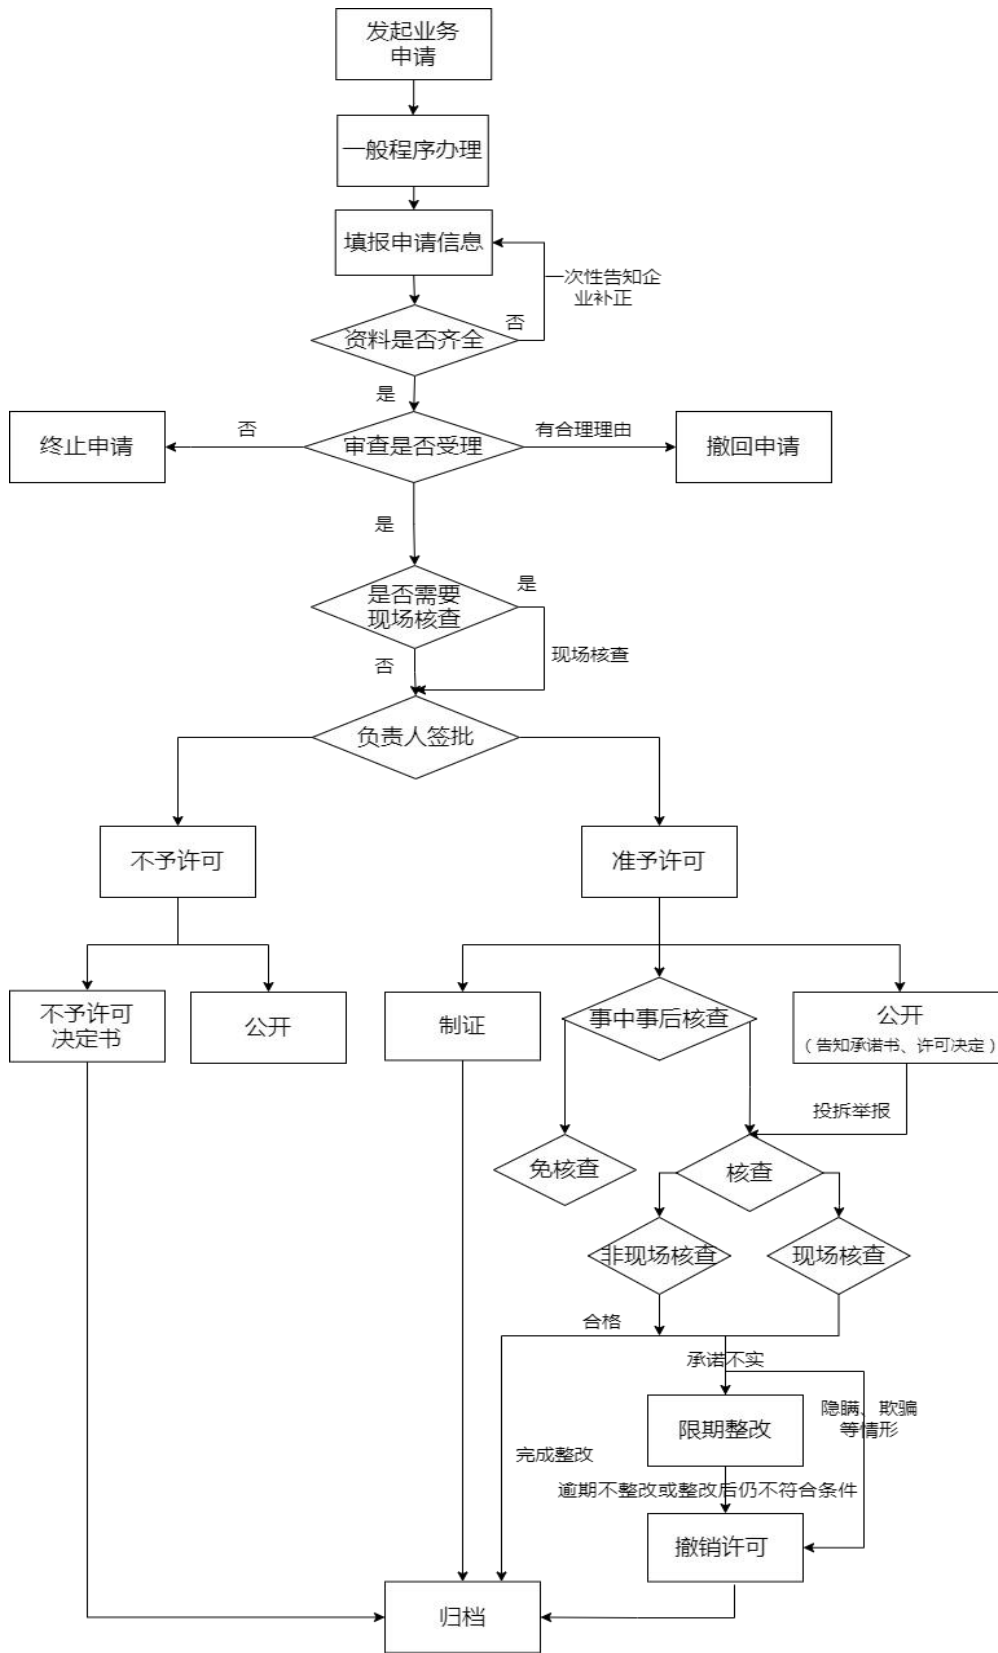 发起业务
申请
一般程序办理
填报申请信息
一次性告知企
业补正
资料是否齐全
否
是
终止申请
否
审查是否受理
有合理理由
撤回申请
是
是否需要
现场核查
是
现场核查
否
负责人签批
不予许可
准予许可
不予许可
决定书
公开
制证
事中事后核查
公开
（告知承诺书、许可决定）
投拆举报
免核查
核查
非现场核查
现场核查
合格
承诺不实
限期整改
隐瞒、欺骗
等情形
完成整改
逾期不整改或整改后仍不符合条件
撤销许可
归档